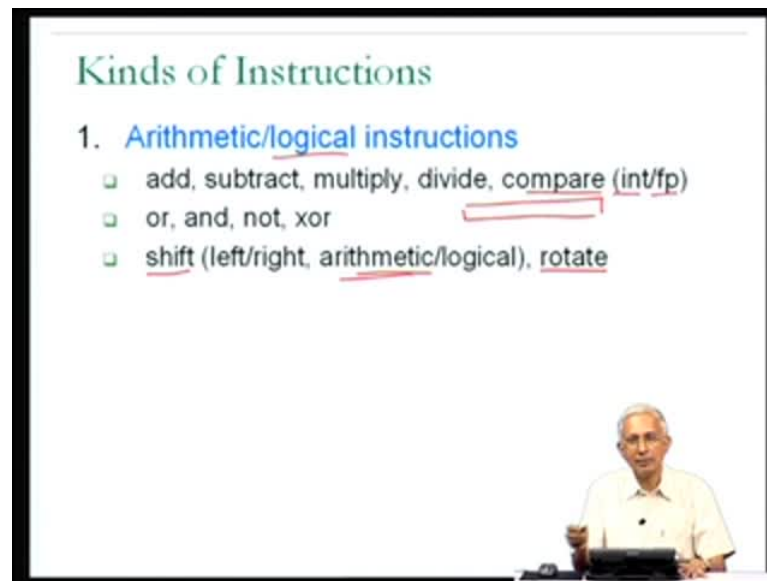 Kinds of Instructions
1. Arithmetic/logical instructions
add, subtract, multiply, divide, compare (int/fp)
or, and, not, xor
shift (left/right, arithmetic/logical), rotate